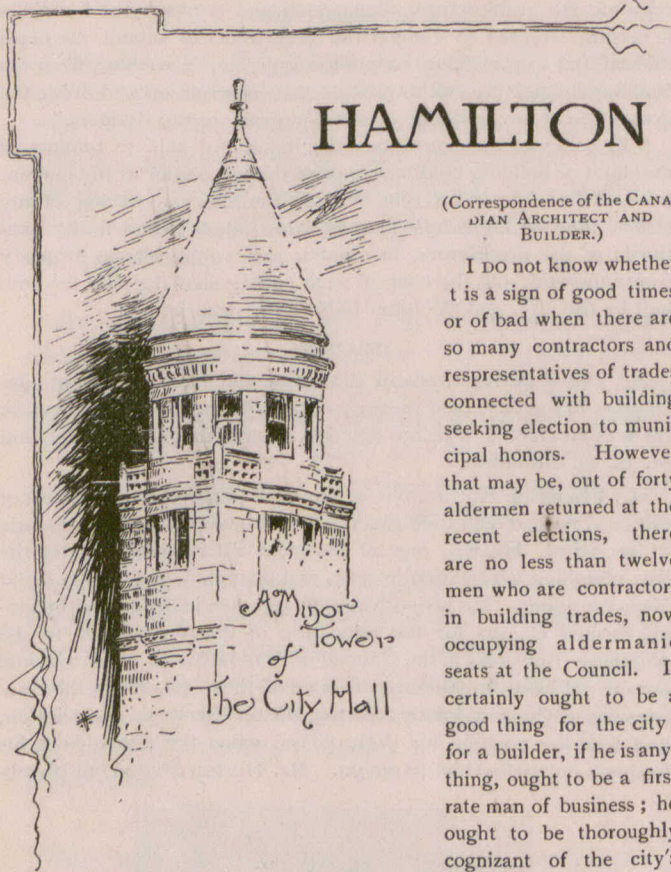 HAMILTON
(Correspondence of the CANA
DIAN ARCHITECT AND
BUILDER.)
I DO not know whethe
t is a sign of good time
or of bad when there are
so many contractors and
respresentatives of trade
connected with building
seeking election to muni
cipal honors. However
that may be, out of forty
aldermen returned at the
recent elections, there
are no less than twelve
men who are contractor
in building trades, now
occupying aldermanic
seats at the Council. I
certainly ought to be a
good thing for the city
for a builder, if he is any
thing, ought to be a firs
rate man of business ; he
ought to be thoroughly
cognizant of the city's
A Minor
Tower
of
The City Hall